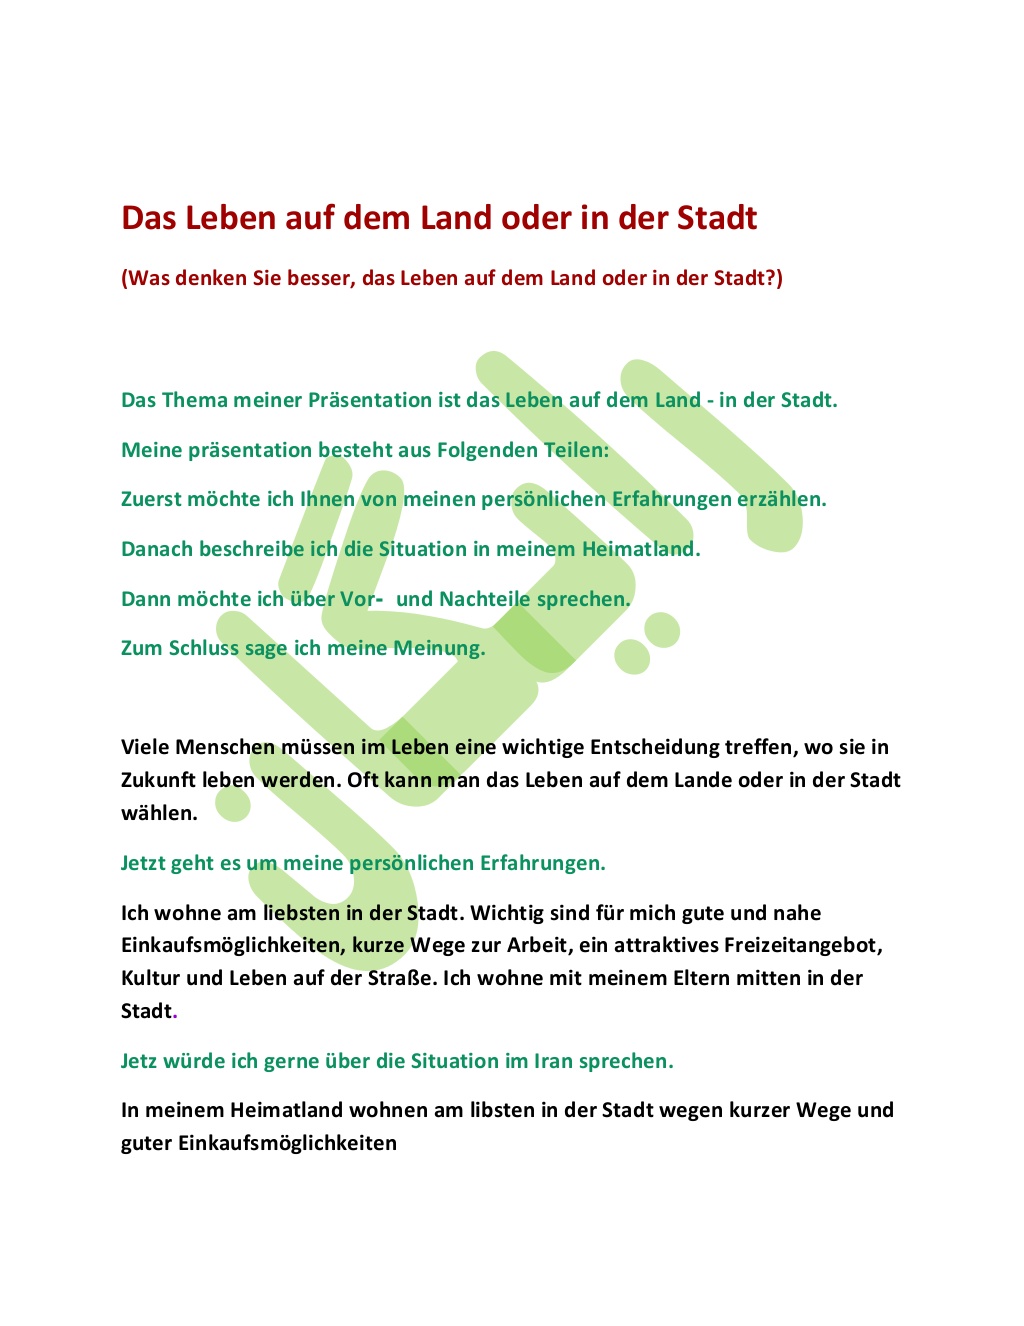 Das Leben auf dem Land oder in der Stadt
(Was denken Sie besser, das Leben auf dem Land oder in der Stadt?)
Das Thema meiner Präsentation ist das Leben auf dem Land - in der Stadt.
Meine präsentation besteht aus Folgenden Teilen:
Zuerst möchte ich Ihnen von meinen persönlichen Erfahrungen erzählen.
Danach beschreibe ich die Situation in meinem Heimatland.
Dann möchte ich über Vor-  und Nachteile sprechen.
Zum Schluss sage ich meine Meinung.
Viele Menschen müssen im Leben eine wichtige Entscheidung treffen, wo sie in
Zukunft leben werden. Oft kann man das Leben auf dem Lande oder in der Stadt
wählen.
Jetzt geht es um meine persönlichen Erfahrungen.
Ich wohne am liebsten in der Stadt. Wichtig sind für mich gute und nahe
Einkaufsmöglichkeiten, kurze Wege zur Arbeit, ein attraktives Freizeitangebot,
Kultur und Leben auf der Straße. Ich wohne mit meinem Eltern mitten in der
Stadt.
Jetz würde ich gerne über die Situation im Iran sprechen.
In meinem Heimatland wohnen am libsten in der Stadt wegen kurzer Wege und
guter Einkaufsmöglichkeiten
رایگان